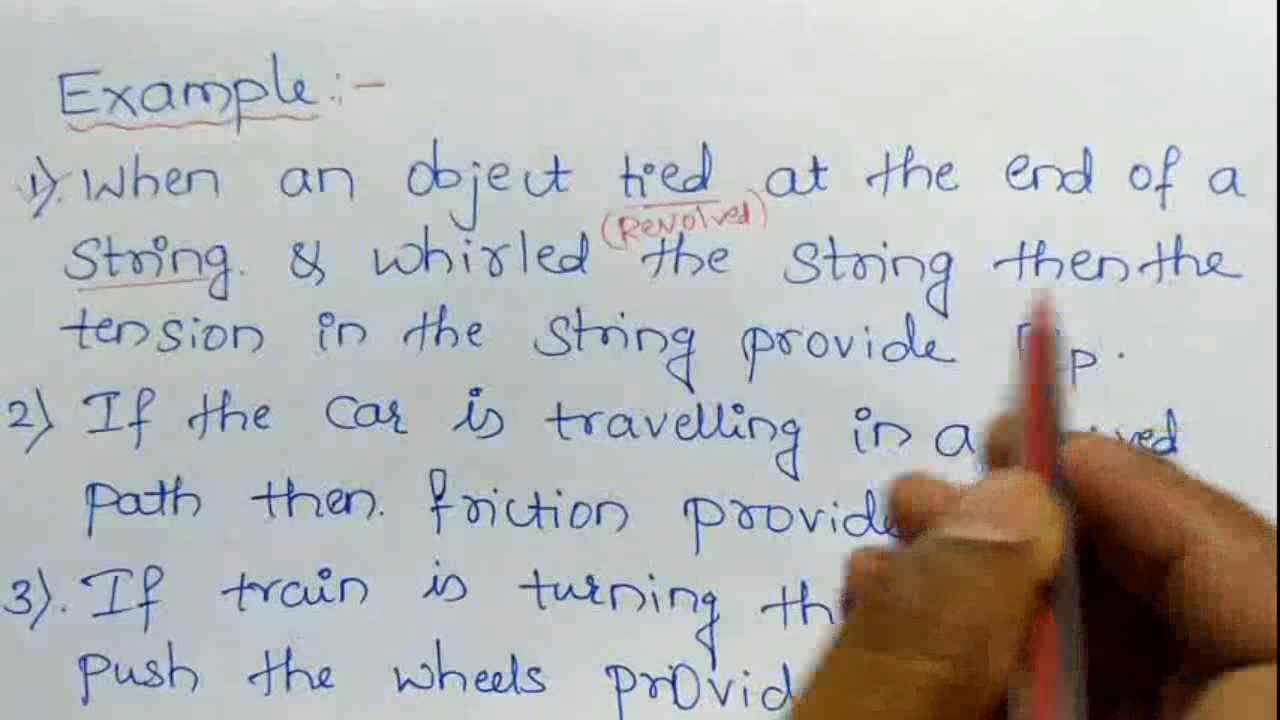 Example:-
1). When an object tied at the end of a
(Revolved)
String. & whirled the string then the
tension in the string provide
2) If the car is travelling in a
path then. friction provide
3). If train is turning
push the wheels